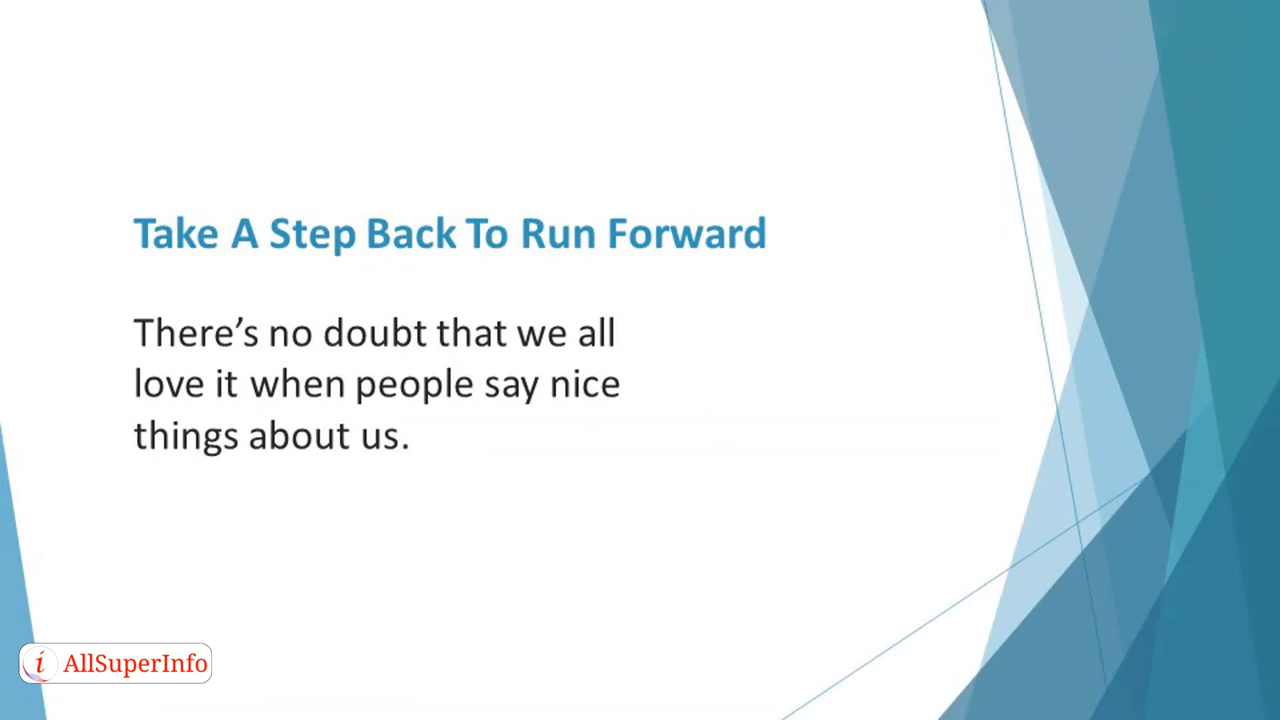 Take A Step Back To Run Forward
There’s no doubt that we all
love it when people say nice
things about us.
i AllSuperInfo